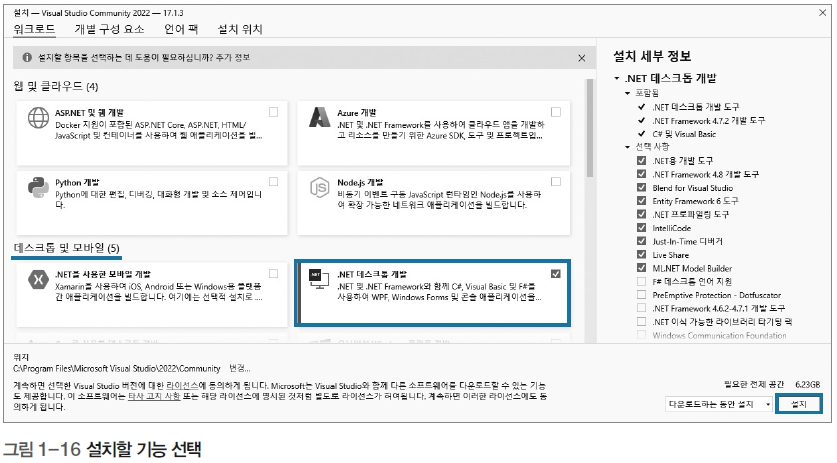 설치 — Visual Studio Community 2022 — 17.1.3
워크로드 개별 구성 요소 언어 팩 설치 위치
설치할 항목을 선택하는 데 도움이 필요하십니까? 추가 정보
웹 및 클라우드 (4)
ASP.NET 및 웹 개발
Docker 지원이 포함된 ASP.NET Core, ASP.NET, HTML/
JavaScript 및 컨테이너를 사용하여 웹 애플리케이션을 빌...
Azure 개발
.NET 및 .NET Framework를 사용하여 클라우드 앱을 개발하
고 리소스를 만들기 위한 Azure SDK, 도구 및 프로젝트입...
Python 개발
Python에 대한 편집, 디버깅, 대화형 개발 및 소스 제어입니
다.
Node.js 개발
비동기 이벤트 구동 JavaScript 런타임인 Node.js를 사용하
여 확장 가능한 네트워크 애플리케이션을 빌드합니다.
데스크톱 및 모바일 (5)
.NET을 사용한 모바일 개발
Xamarin을 사용하여 iOS, Android 또는 Windows용 플랫폼
간 애플리케이션을 빌드합니다. 여기에는 선택적 설치로 ....
.NET 데스크톱 개발
.NET 및 .NET Framework와 함께 C#, Visual Basic 및 F#를
사용하여 WPF, Windows Forms 및 콘솔 애플리케이션을...
설치 세부 정보
.NET 데스크톱 개발
포함됨
.NET 데스크톱 개발 도구
.NET Framework 4.7.2 개발 도구
C# 및 Visual Basic
선택 사항
.NET용 개발 도구
.NET Framework 4.8 개발 도구
Blend for Visual Studio
Entity Framework 6 도구
.NET 프로파일링 도구
IntelliCode
Just-In-Time 디버거
Live Share
ML.NET Model Builder
F# 데스크톱 언어 지원
PreEmptive Protection - Dotfuscator
.NET Framework 4.6.2-4.7.1 개발 도구
.NET 이식 가능한 라이브러리 타기팅 팩
Windows Communication Foundation
위치
C:\Program Files\Microsoft Visual Studio\2022\Community 변경...
계속하면 선택한 Visual Studio 버전에 대한 라이선스에 동의하게 됩니다. Microsoft는 Visual Studio와 함께 다른 소프트웨어를 다운로드할 수 있는 기능
도 제공합니다. 이 소프트웨어는 타사 고지 사항 또는 해당 라이선스에 명시된 것처럼 별도로 라이선스가 허여됩니다. 계속하면 이러한 라이선스에도 동
의하게 됩니다.
필요한 전체 공간 6.23GB
다운로드하는 동안 설치 설치
그림 1-16 설치할 기능 선택